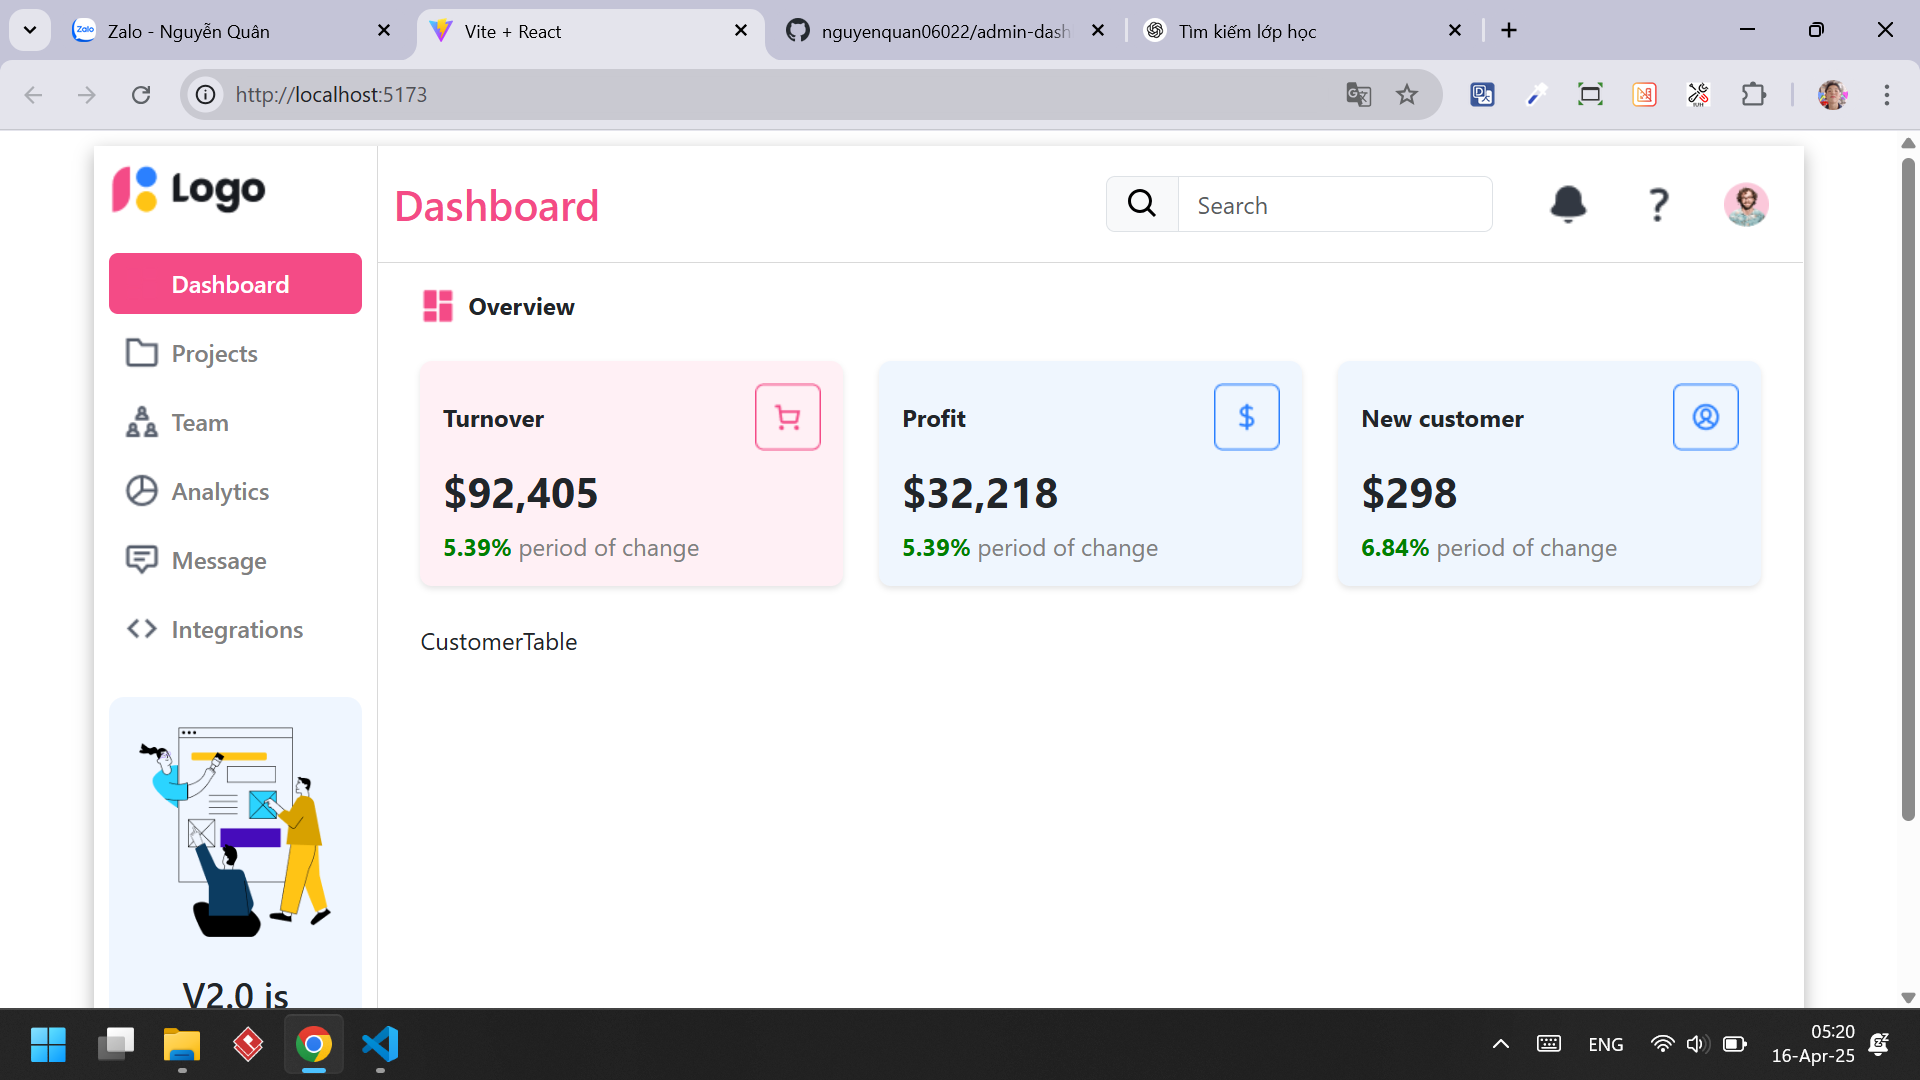 Zalo - Nguyễn Quân
Vite + React
nguyenquan06022/admin-dash
Tìm kiếm lớp học
http://localhost:5173
Logo
Dashboard
Search
Dashboard
Projects
Team
Analytics
Message
Integrations
V2.0 is
Overview
Turnover
$92,405
5.39% period of change
Profit
$32,218
5.39% period of change
New customer
$298
6.84% period of change
CustomerTable
ENG
05:20
16-Apr-25